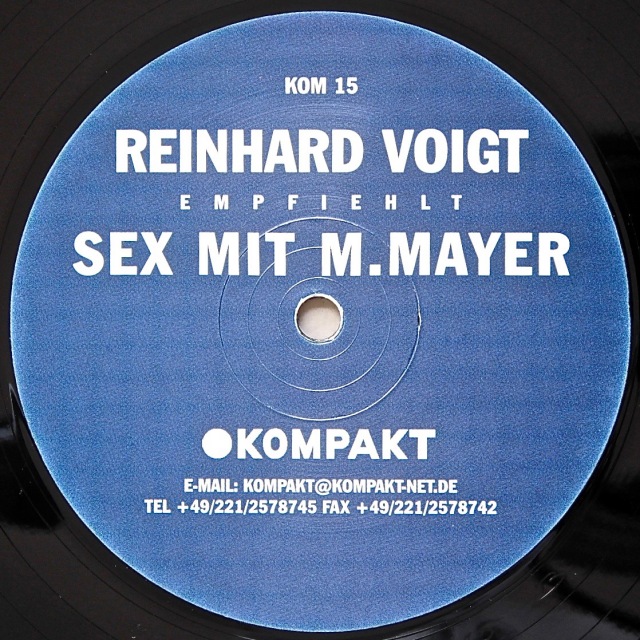 KOM 15
REINHARD VOIGT
EMPFIEHLT
SEX MIT M.MAYER
KOMPAKT
E-MAIL: KOMPAKT@KOMPAKT-NET.DE
TEL +49/221/2578745 FAX +49/221/2578742